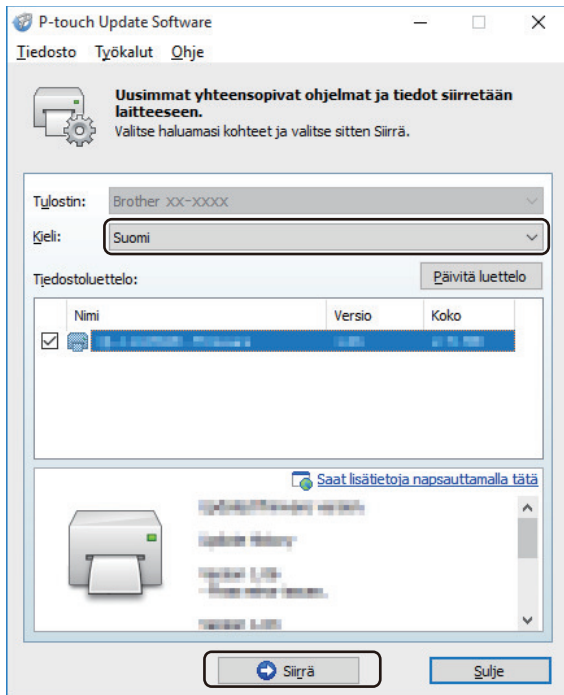 P-touch Update Software
Tiedosto Työkalut Ohje
Uusimmat yhteensopivat ohjelmat ja tiedot siirretään
laitteeseen.
Valitse haluamasi kohteet ja valitse sitten Siirrä.
Tulostin: Brother XX-XXXX
Kieli: Suomi
Tiedostoluettelo: Päivitä luettelo
Nimi Versio Koko
Saat lisätietoja napsauttamalla tätä
Siirrä Sulje